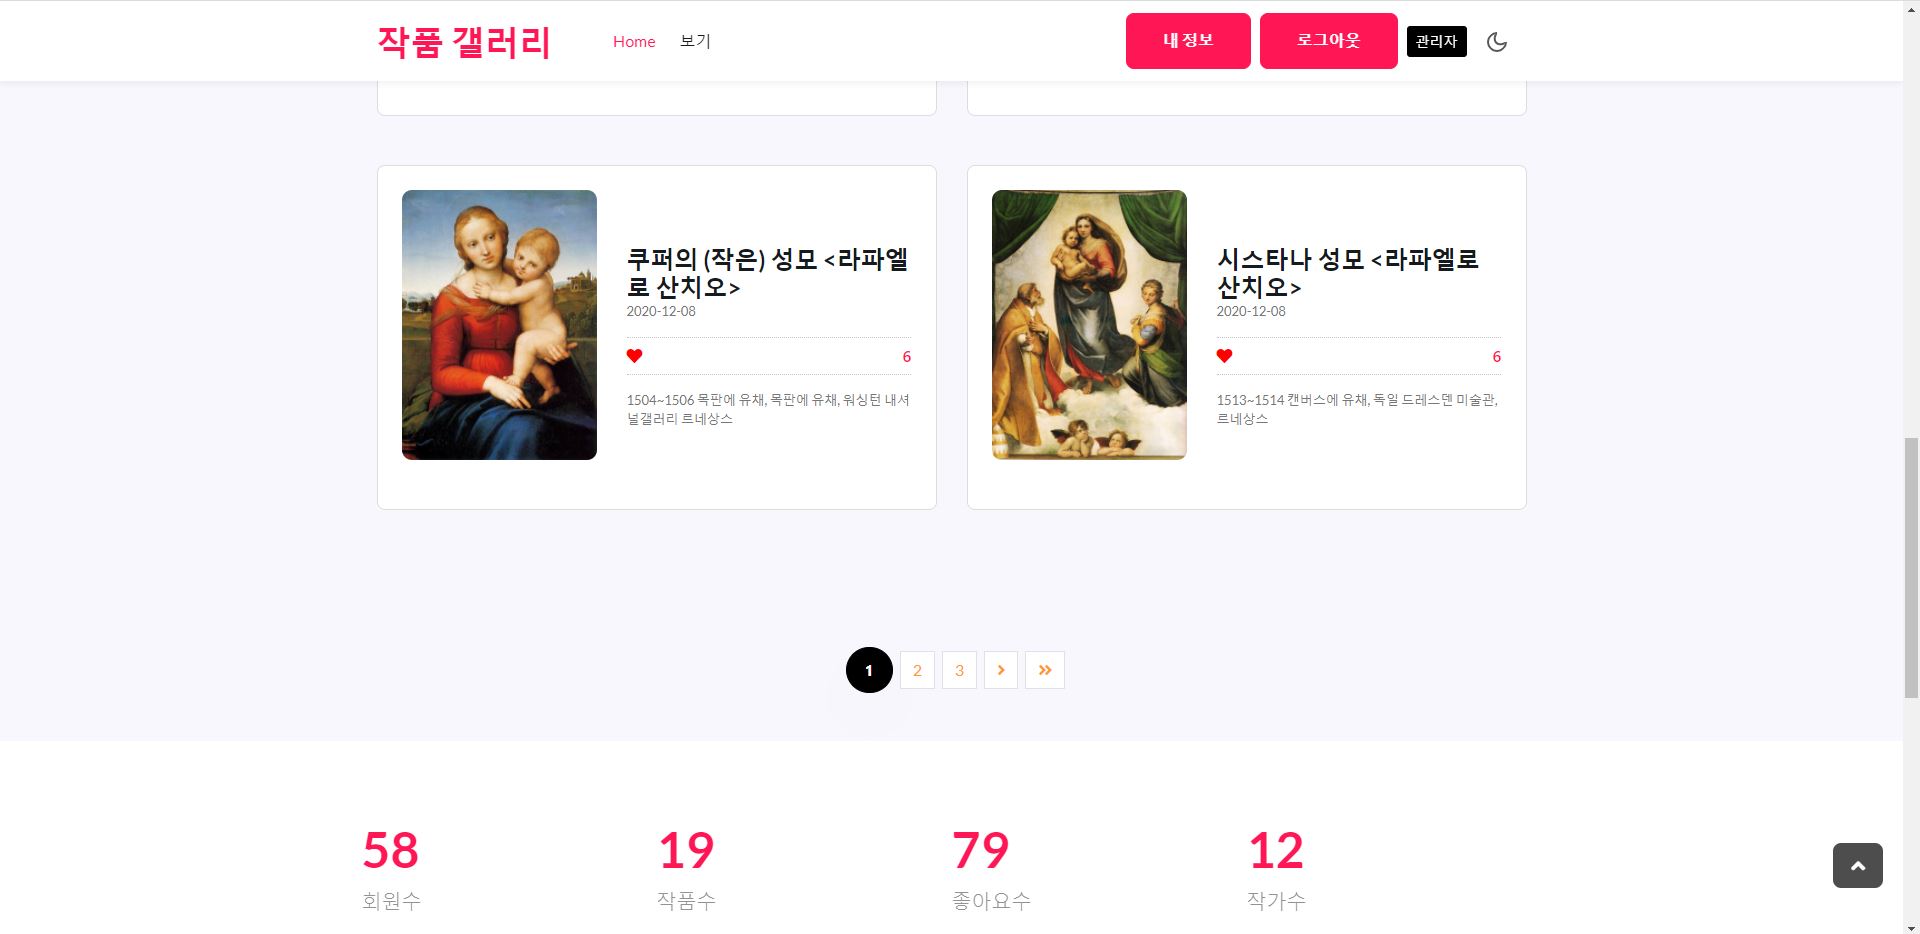 작품 갤러리
Home
보기
내 정보
로그아웃
관리자
쿠퍼의 (작은) 성모 <라파엘
로 산치오>
2020-12-08
6
1504~1506 목판에 유채, 목판에 유채, 워싱턴 내셔
널갤러리 르네상스
시스타나 성모 <라파엘로
산치오>
2020-12-08
6
1513~1514 캔버스에 유채, 독일 드레스덴 미술관,
르네상스
1 2 3 > >>
58
회원수
19
작품수
79
좋아요수
12
작가수